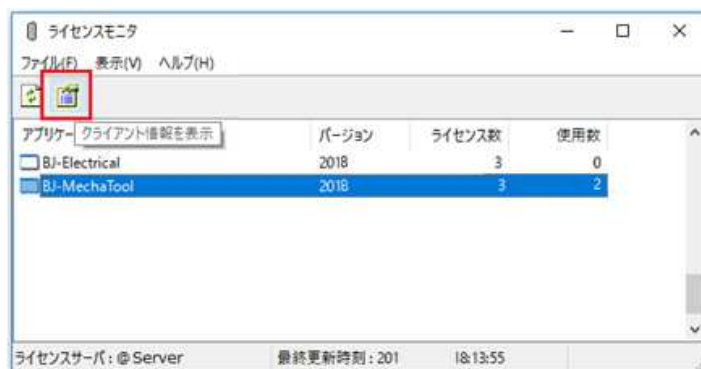 ライセンスモニタ
ファイル(F) 表示(V) ヘルプ(H)
アプリケー クライアント情報を表示 バージョン ライセンス数 使用数
BJ-Electrical 2018 3 0
BJ-MechaTool 2018 3 2
ライセンスサーバ : @Server 最終更新時刻 : 201 18:13:55